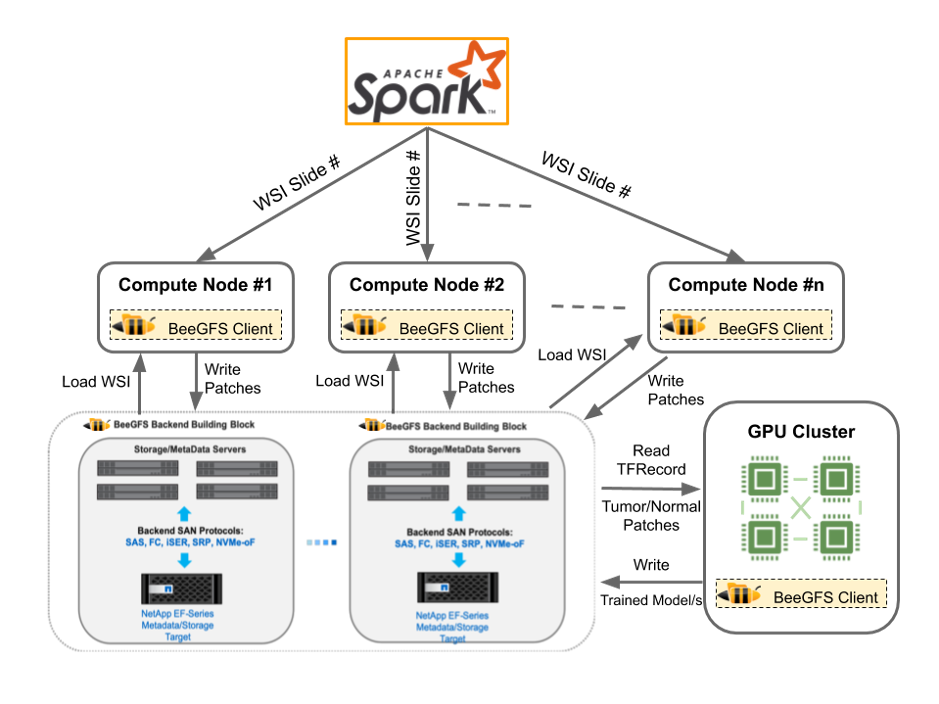 APACHE
Spark
TM
WSI Slide #
WSI Slide #
WSI Slide #
Compute Node #1
BeeGFS Client
Compute Node #2
BeeGFS Client
Compute Node #n
BeeGFS Client
Load WSI
Write
Patches
Load WSI
Write
Patches
Load WSI
Write
Patches
BeeGFS Backend Building Block
Storage/MetaData Servers
Backend SAN Protocols:
SAS, FC, iSER, SRP, NVMe-oF
NetApp EF-Series
Metadata/Storage
Target
BeeGFS Backend Building Block
Storage/MetaData Servers
Backend SAN Protocols:
SAS, FC, iSER, SRP, NVMe-oF
NetApp EF-Series
Metadata/Storage
Target
Read
TFRecord
Tumor/Normal
Patches
Write
Trained Model/s
GPU Cluster
BeeGFS Client